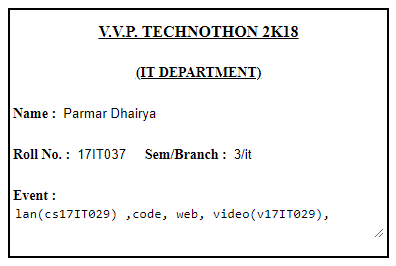 V.V.P. TECHNOTHON 2K18
(IT DEPARTMENT)
Name : Parmar Dhairya
Roll No. : 17IT037 Sem/Branch : 3/it
Event :
lan(cs17IT029) ,code, web, video(v17IT029),